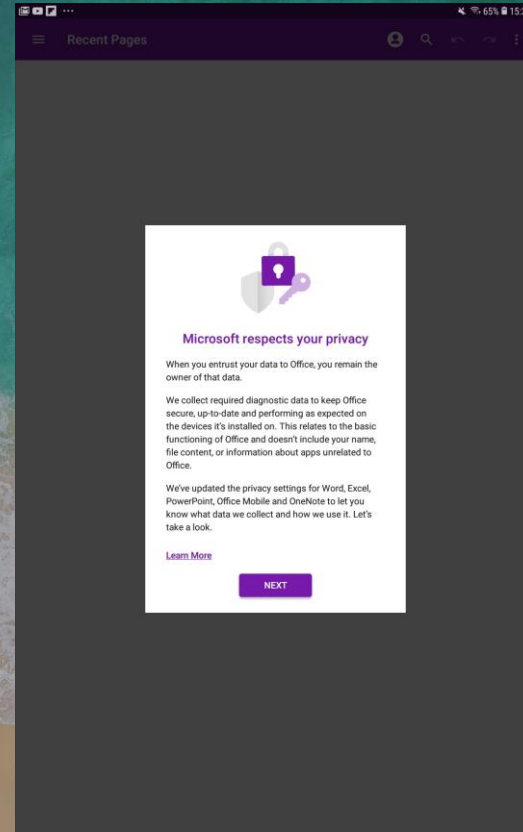 65% 15:
Recent Pages
Microsoft respects your privacy
When you entrust your data to Office, you remain the
owner of that data.
We collect required diagnostic data to keep Office
secure, up-to-date and performing as expected on
the devices it's installed on. This relates to the basic
functioning of Office and doesn't include your name,
file content, or information about apps unrelated to
Office.
We've updated the privacy settings for Word, Excel,
PowerPoint, Office Mobile and OneNote to let you
know what data we collect and how we use it. Let's
take a look.
Learn More
NEXT